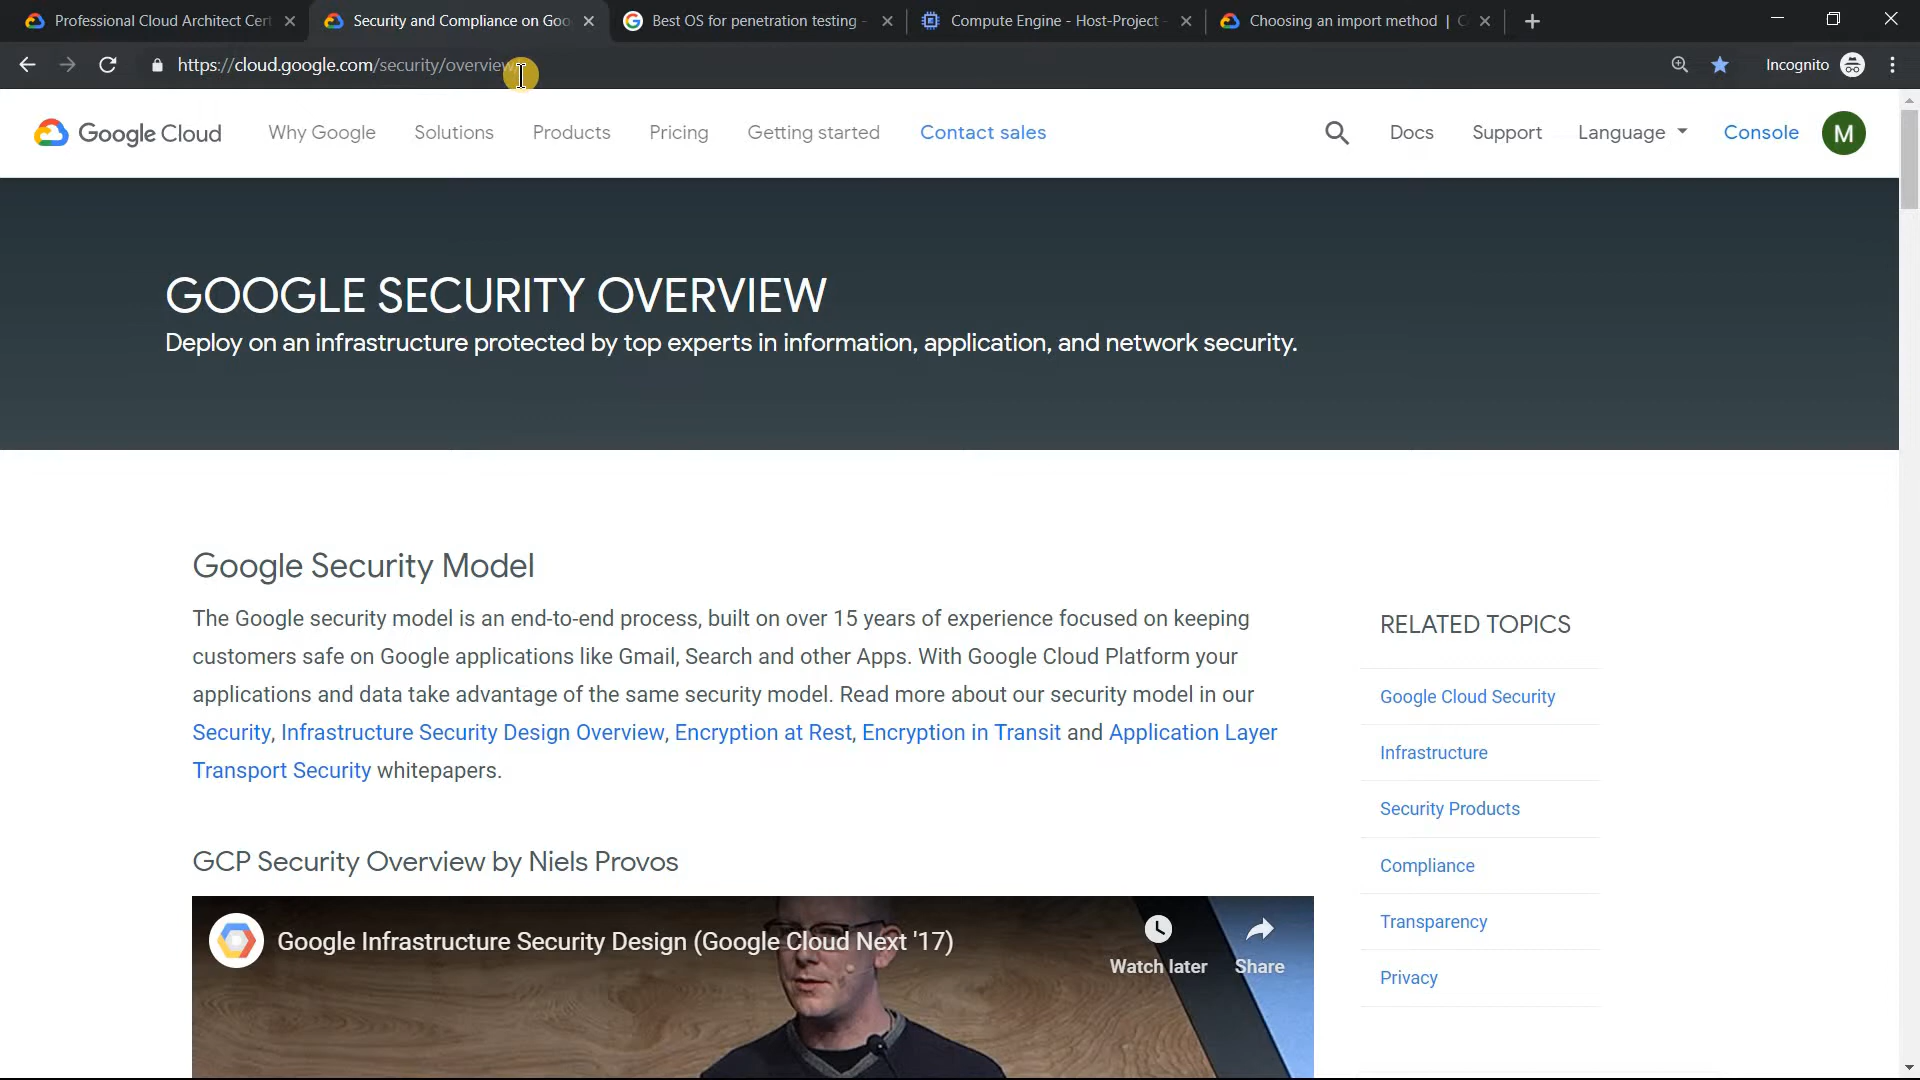 Professional Cloud Architect Cert
Security and Compliance on Goo
Best OS for penetration testing -
Compute Engine - Host-Project -
Choosing an import method | C
https://cloud.google.com/security/overview
Incognito
Google Cloud
Why Google
Solutions
Products
Pricing
Getting started
Contact sales
Docs
Support
Language
Console
M
GOOGLE SECURITY OVERVIEW
Deploy on an infrastructure protected by top experts in information, application, and network security.
Google Security Model
The Google security model is an end-to-end process, built on over 15 years of experience focused on keeping
customers safe on Google applications like Gmail, Search and other Apps. With Google Cloud Platform your
applications and data take advantage of the same security model. Read more about our security model in our
Security, Infrastructure Security Design Overview, Encryption at Rest, Encryption in Transit and Application Layer
Transport Security whitepapers.
GCP Security Overview by Niels Provos
Google Infrastructure Security Design (Google Cloud Next '17)
Watch later
Share
RELATED TOPICS
Google Cloud Security
Infrastructure
Security Products
Compliance
Transparency
Privacy